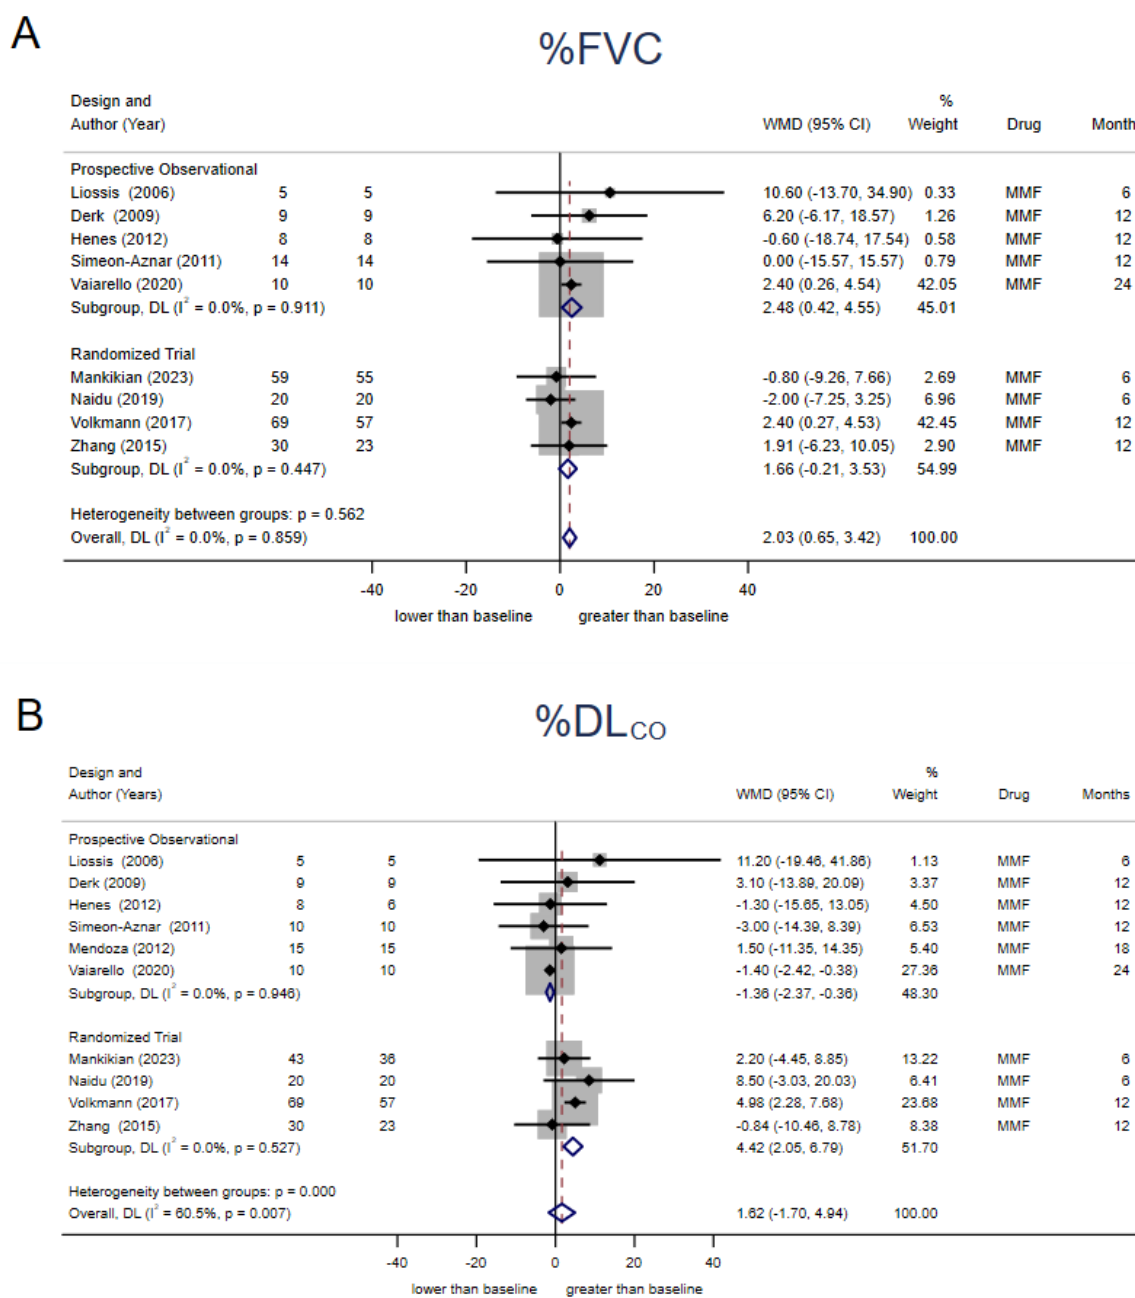 A
%FVC
Design and %
Author (Year) WMD (95% CI) Weight Drug Month
Prospective Observational
Liossis (2006) 5 5 10.60 (-13.70, 34.90) 0.33 MMF 6
Derk (2009) 9 9 6.20 (-6.17, 18.57) 1.26 MMF 12
Henes (2012) 8 8 -0.60 (-18.74, 17.54) 0.58 MMF 12
Simeon-Aznar (2011) 14 14 0.00 (-15.57, 15.57) 0.79 MMF 12
Vaiarello (2020) 10 10 2.40 (0.26, 4.54) 42.05 MMF 24
Subgroup, DL (I² = 0.0%, p = 0.911) 2.48 (0.42, 4.55) 45.01
Randomized Trial
Mankikian (2023) 59 55 -0.80 (-9.26, 7.66) 2.69 MMF 6
Naidu (2019) 20 20 -2.00 (-7.25, 3.25) 6.96 MMF 6
Volkmann (2017) 69 57 2.40 (0.27, 4.53) 42.45 MMF 12
Zhang (2015) 30 23 1.91 (-6.23, 10.05) 2.90 MMF 12
Subgroup, DL (I² = 0.0%, p = 0.447) 1.66 (-0.21, 3.53) 54.99
Heterogeneity between groups: p = 0.562
Overall, DL (I² = 0.0%, p = 0.859) 2.03 (0.65, 3.42) 100.00
-40 -20 0 20 40
lower than baseline greater than baseline
B
%DLCO
Design and %
Author (Years) WMD (95% CI) Weight Drug Months
Prospective Observational
Liossis (2006) 5 5 11.20 (-19.46, 41.86) 1.13 MMF 6
Derk (2009) 9 9 3.10 (-13.89, 20.09) 3.37 MMF 12
Henes (2012) 8 6 -1.30 (-15.65, 13.05) 4.50 MMF 12
Simeon-Aznar (2011) 10 10 -3.00 (-14.39, 8.39) 6.53 MMF 12
Mendoza (2012) 15 15 1.50 (-11.35, 14.35) 5.40 MMF 18
Vaiarello (2020) 10 10 -1.40 (-2.42, -0.38) 27.36 MMF 24
Subgroup, DL (I² = 0.0%, p = 0.946) -1.36 (-2.37, -0.36) 48.30
Randomized Trial
Mankikian (2023) 43 36 2.20 (-4.45, 8.85) 13.22 MMF 6
Naidu (2019) 20 20 8.50 (-3.03, 20.03) 6.41 MMF 6
Volkmann (2017) 69 57 4.98 (2.28, 7.68) 23.68 MMF 12
Zhang (2015) 30 23 -0.84 (-10.46, 8.78) 8.38 MMF 12
Subgroup, DL (I² = 0.0%, p = 0.527) 4.42 (2.05, 6.79) 51.70
Heterogeneity between groups: p = 0.000
Overall, DL (I² = 60.5%, p = 0.007) 1.62 (-1.70, 4.94) 100.00
-40 -20 0 20 40
lower than baseline greater than baseline